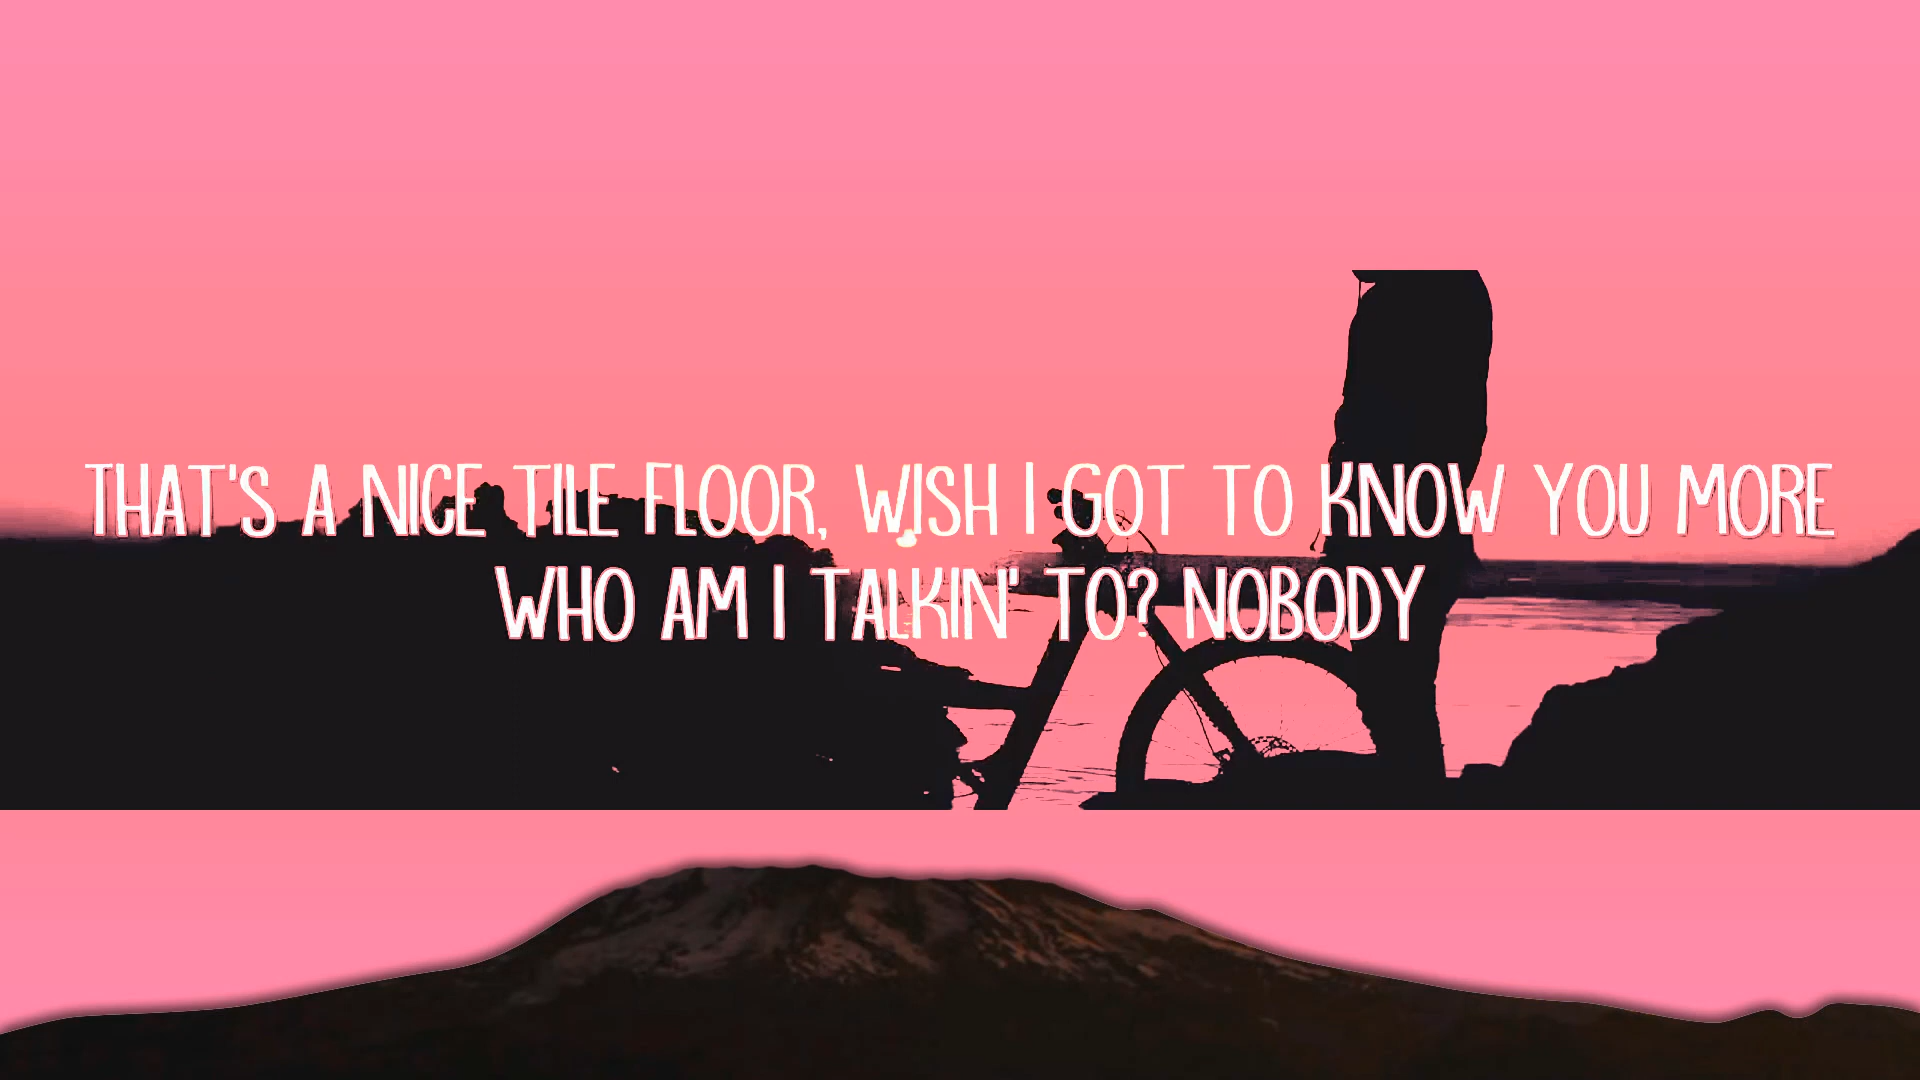 THAT'S A NICE TILE FLOOR, WISH I GOT TO KNOW YOU MORE
WHO AM I TALKIN' TO? NOBODY